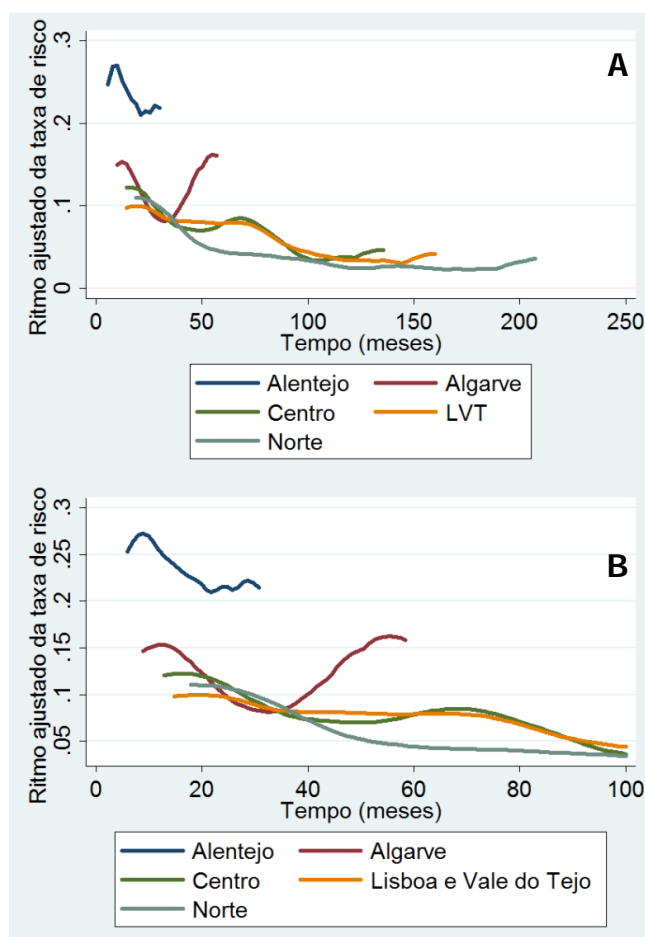 A
Ritmo ajustado da taxa de risco
.3
.2
.1
0
0 50 100 150 200 250
Tempo (meses)
Alentejo Algarve
Centro LVT
Norte
B
Ritmo ajustado da taxa de risco
.3
.25
.2
.15
.1
.05
0 20 40 60 80 100
Tempo (meses)
Alentejo Algarve
Centro Lisboa e Vale do Tejo
Norte